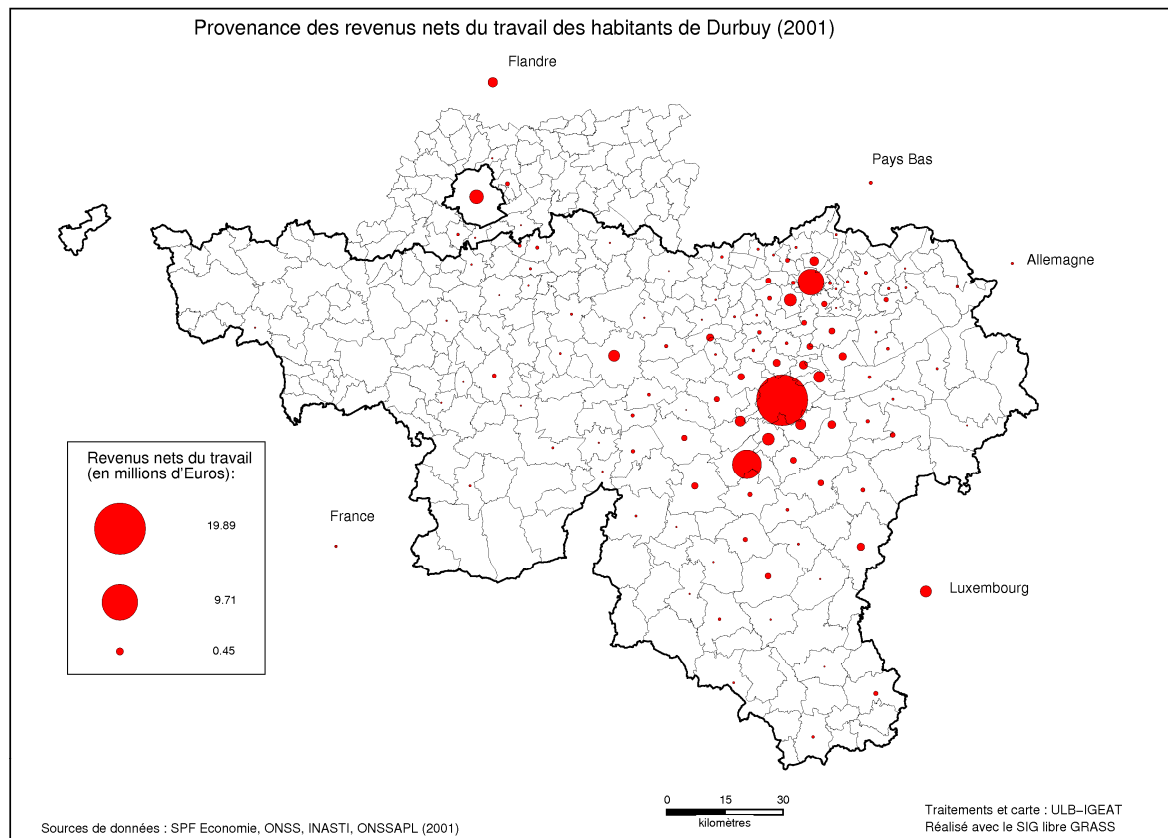 Provenance des revenus nets du travail des habitants de Durbuy (2001)
Flandre
Pays Bas
Allemagne
Revenus nets du travail
(en millions d'Euros):
19.89
9.71
0.45
France
Luxembourg
0 15 30
kilomètres
Sources de données : SPF Economie, ONSS, INASTI, ONSSAPL (2001)
Traitements et carte : ULB–IGEAT
Réalisé avec le SIG libre GRASS